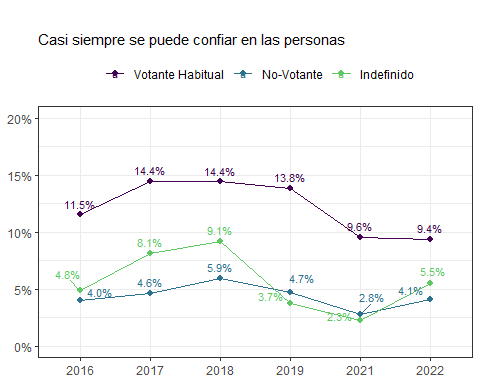 Casi siempre se puede confiar en las personas
Votante Habitual No-Votante Indefinido
20%
15%
10%
5%
0%
11.5% 14.4% 14.4% 13.8% 9.6% 9.4%
4.8% 8.1% 9.1% 3.7% 2.3% 5.5%
4.0% 4.6% 5.9% 4.7% 2.8% 4.1%
2016 2017 2018 2019 2021 2022